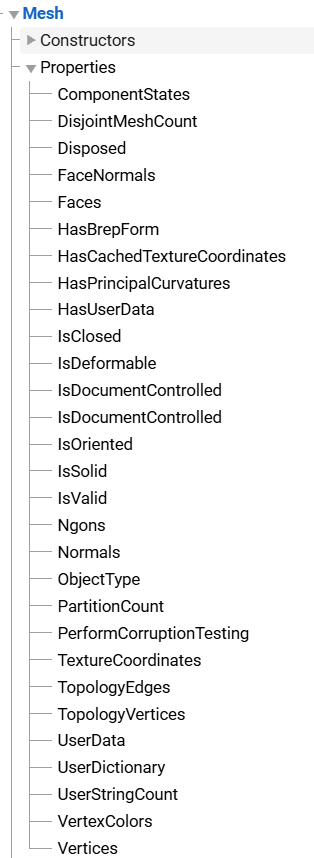 Mesh
Constructors
Properties
ComponentStates
DisjointMeshCount
Disposed
FaceNormals
Faces
HasBrepForm
HasCachedTextureCoordinates
HasPrincipalCurvatures
HasUserData
IsClosed
IsDeformable
IsDocumentControlled
IsDocumentControlled
IsOriented
IsSolid
IsValid
Ngons
Normals
ObjectType
PartitionCount
PerformCorruptionTesting
TextureCoordinates
TopologyEdges
TopologyVertices
UserData
UserDictionary
UserStringCount
VertexColors
Vertices